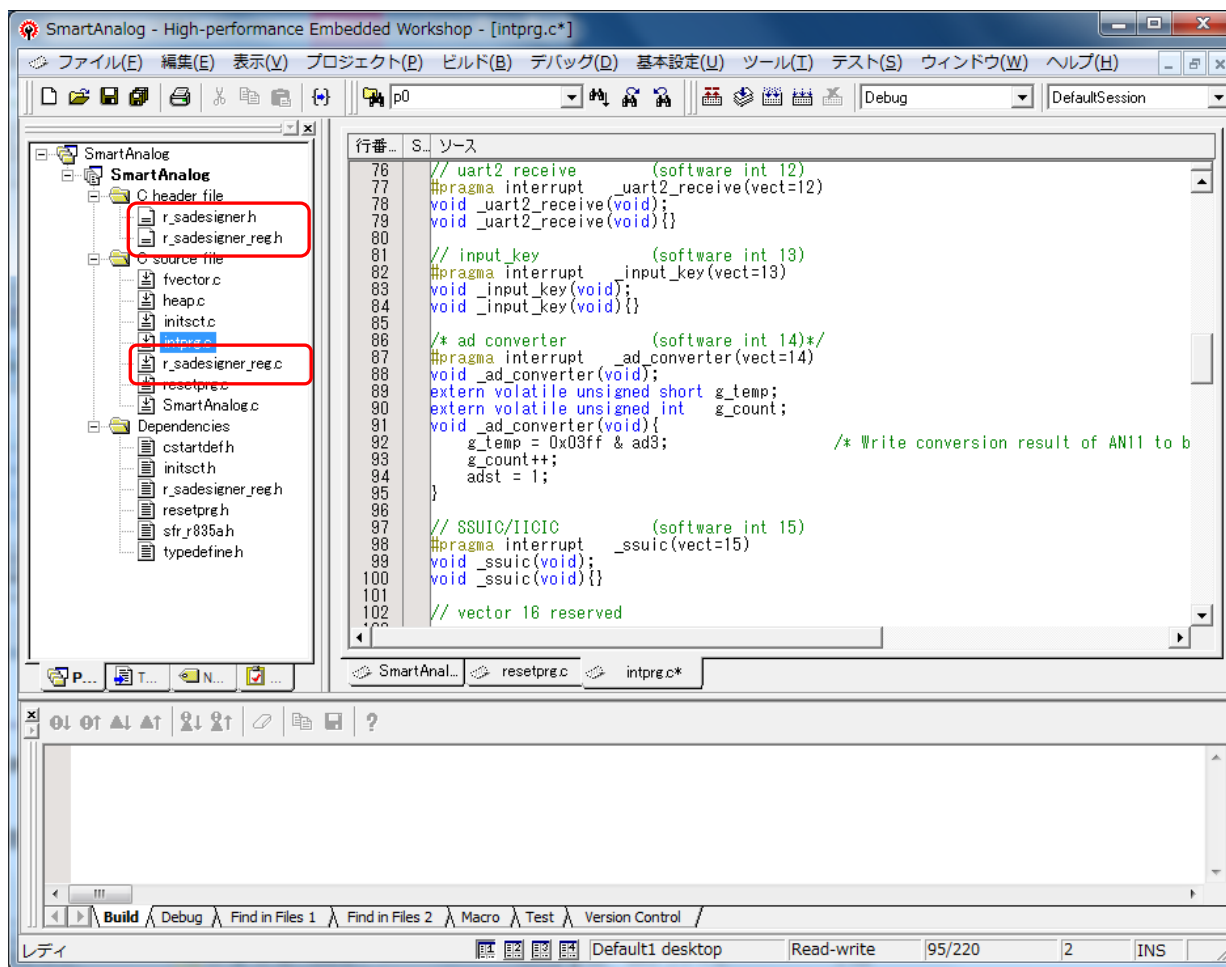 SmartAnalog - High-performance Embedded Workshop - [intprg.c*]
ファイル(F) 編集(E) 表示(V) プロジェクト(P) ビルド(B) デバッグ(D) 基本設定(U) ツール(I) テスト(S) ウィンドウ(W) ヘルプ(H)
p0 Debug DefaultSession
SmartAnalog
SmartAnalog
C header file
r_sadesigner.h
r_sadesigner_reg.h
C source file
fvector.c
heap.c
initsct.c
intprg.c
r_sadesigner_reg.c
resetprg.c
SmartAnalog.c
Dependencies
cstartdef.h
initsct.h
r_sadesigner_reg.h
resetprg.h
sfr_r835a.h
typedefine.h
P... T... N... ...
行番... S... ソース
76 // uart2 receive (software int 12)
77 #pragma interrupt _uart2_receive(vect=12)
78 void _uart2_receive(void);
79 void _uart2_receive(void){}
80
81 // input_key (software int 13)
82 #pragma interrupt _input_key(vect=13)
83 void _input_key(void);
84 void _input_key(void){}
85
86 /* ad converter (software int 14)*/
87 #pragma interrupt _ad_converter(vect=14)
88 void _ad_converter(void);
89 extern volatile unsigned short g_temp;
90 extern volatile unsigned int g_count;
91 void _ad_converter(void){
92 g_temp = 0x03ff & ad3; /* Write conversion result of AN11 to b
93 g_count++;
94 adst = 1;
95 }
96
97 // SSUIC/IICIC (software int 15)
98 #pragma interrupt _ssuic(vect=15)
99 void _ssuic(void);
100 void _ssuic(void){}
101
102 // vector 16 reserved
SmartAnal... resetprg.c intprg.c*
Build Debug Find in Files 1 Find in Files 2 Macro Test Version Control
レディ Default1 desktop Read-write 95/220 2 INS